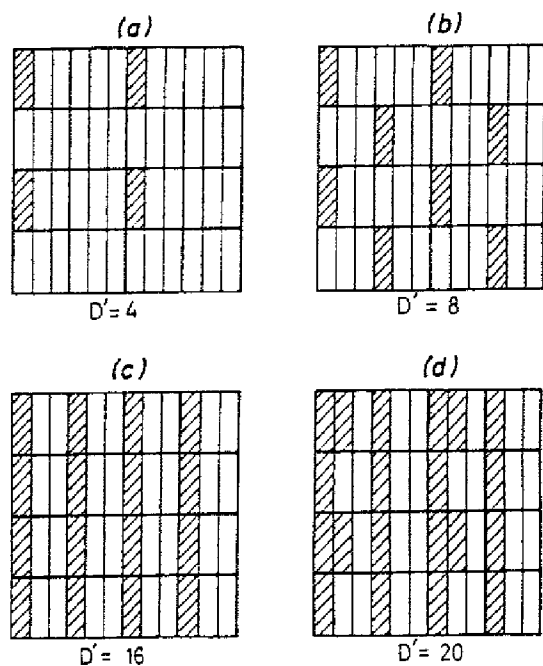 (a)
(b)
D' = 4
D' = 8
(c)
(d)
D' = 16
D' = 20